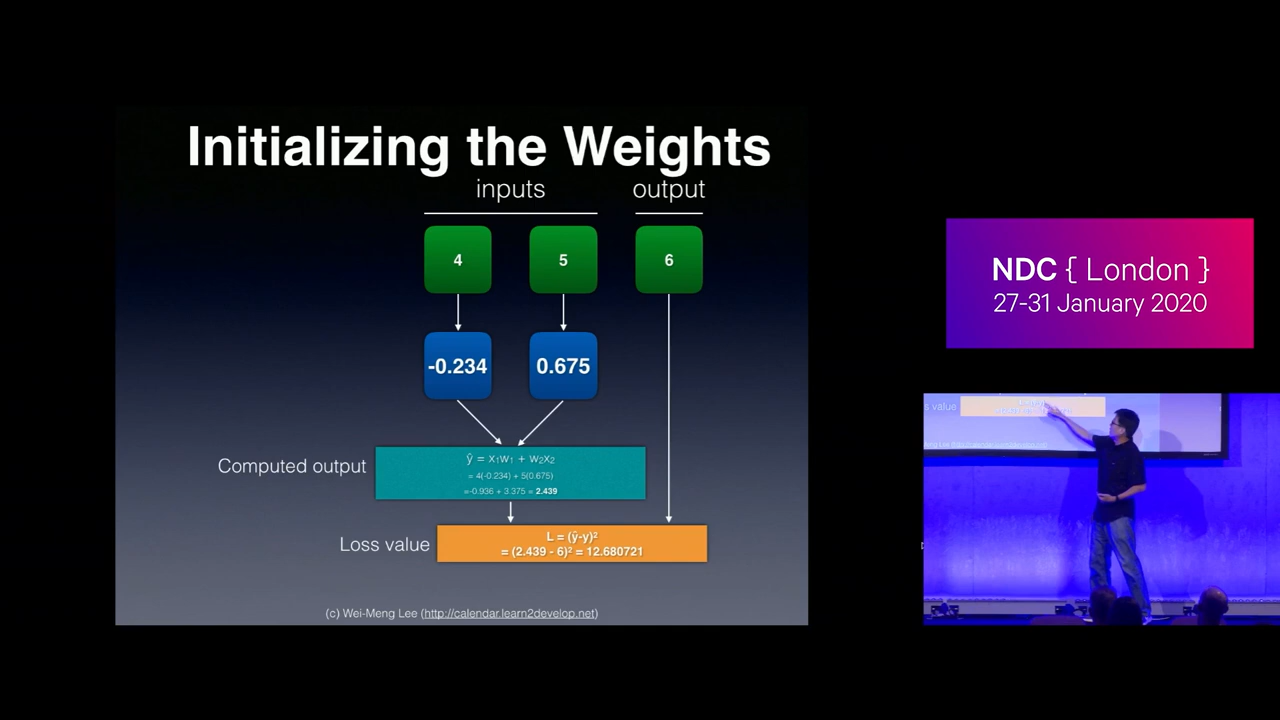 Initializing the Weights
inputs
output
4
5
6
-0.234
0.675
Computed output
ŷ = x₁w₁ + w₂x₂
= 4(-0.234) + 5(0.675)
=-0.936 + 3.375 = 2.439
Loss value
L = (ŷ-y)²
= (2.439 - 6)² = 12.680721
(c) Wei-Meng Lee (http://calendar.learn2develop.net)
NDC { London }
27-31 January 2020
s value